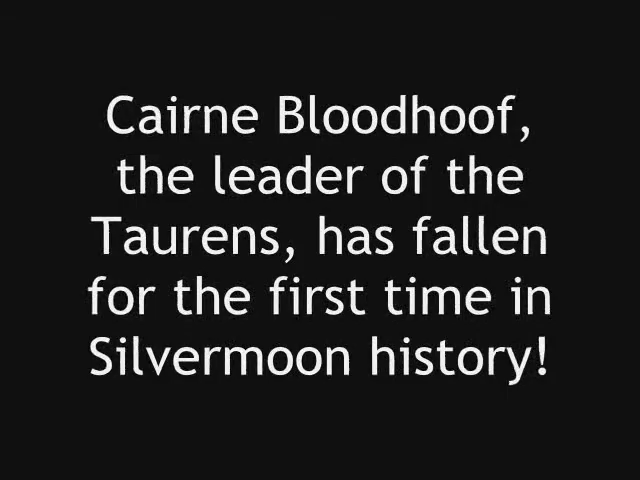 Cairne Bloodhoof,
the leader of the
Taurens, has fallen
for the first time in
Silvermoon history!